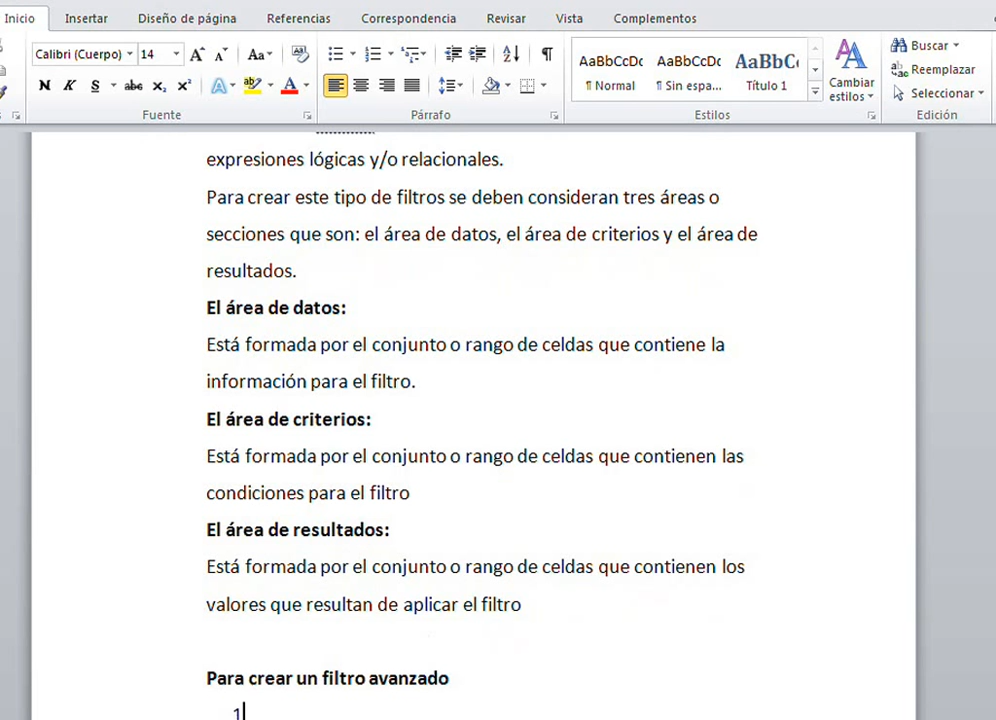 Inicio Insertar Diseño de página Referencias Correspondencia Revisar Vista Complementos
Calibri (Cuerpo) 14 Aa
AaBbCcDc AaBbCcDc AaBbC
Buscar
Reemplazar
Seleccionar
N K S abc x₂ x² A ab A
¶ Normal ¶ Sin espa... Título 1
Cambiar
estilos
Fuente Párrafo Estilos Edición
expresiones lógicas y/o relacionales.
Para crear este tipo de filtros se deben consideran tres áreas o
secciones que son: el área de datos, el área de criterios y el área de
resultados.
El área de datos:
Está formada por el conjunto o rango de celdas que contiene la
información para el filtro.
El área de criterios:
Está formada por el conjunto o rango de celdas que contienen las
condiciones para el filtro
El área de resultados:
Está formada por el conjunto o rango de celdas que contienen los
valores que resultan de aplicar el filtro
Para crear un filtro avanzado
1